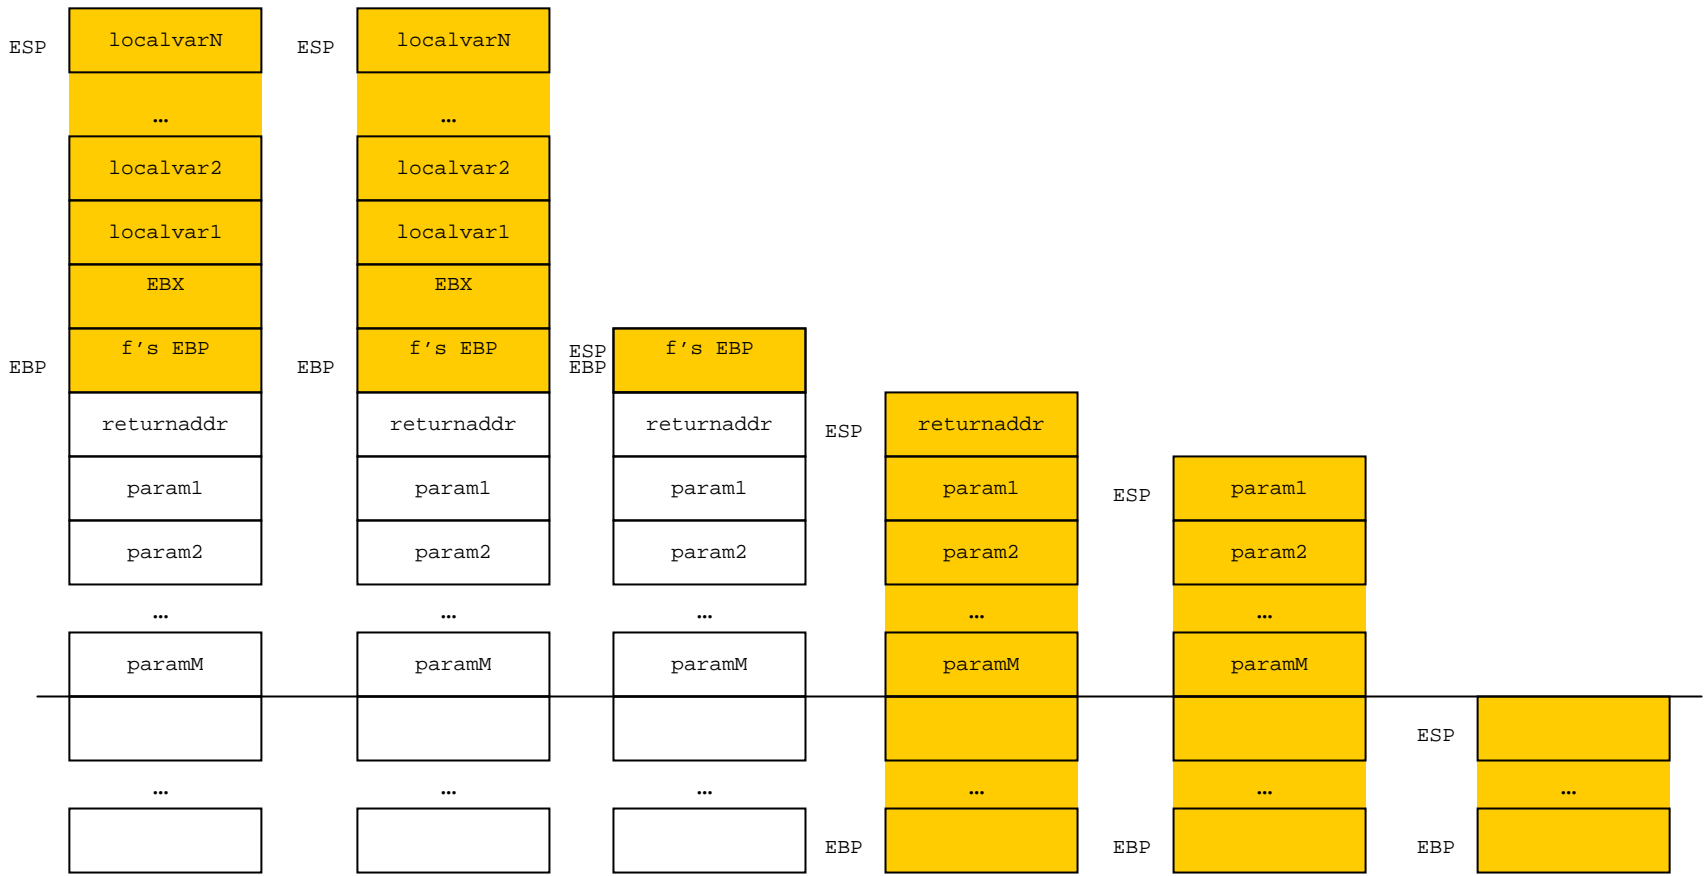 ESP localvarN ESP localvarN
… …
localvar2 localvar2
localvar1 localvar1
EBX EBX
EBP f's EBP EBP f's EBP ESP f's EBP
EBP
returnaddr returnaddr returnaddr ESP returnaddr
param1 param1 param1 param1 ESP param1
param2 param2 param2 param2 param2
… … … … …
paramM paramM paramM paramM paramM
ESP
… … … … … …
EBP EBP EBP